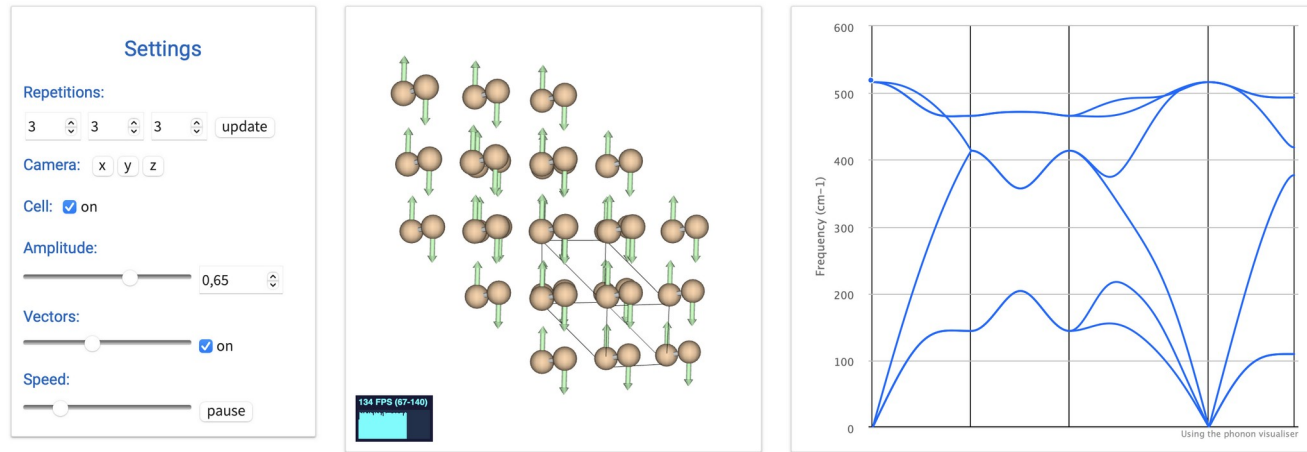 Settings
Repetitions:
3 3 3 update
Camera: x y z
Cell: on
Amplitude:
0,65
Vectors:
on
Speed:
pause
134 FPS (67-140)
600
500
400
300
200
100
0
Frequency (cm−1)
Using the phonon visualiser